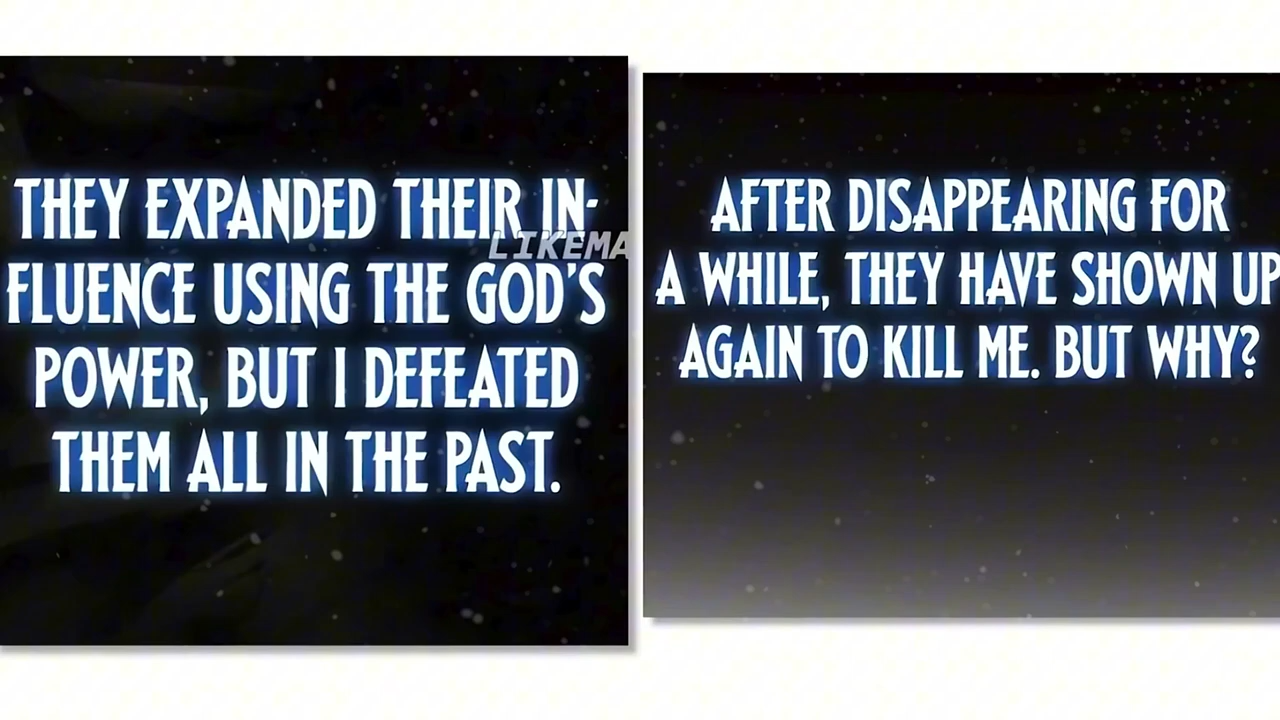 THEY EXPANDED THEIR IN-
FLUENCE USING THE GOD'S
POWER, BUT I DEFEATED
THEM ALL IN THE PAST.
LIKEMA
AFTER DISAPPEARING FOR
A WHILE, THEY HAVE SHOWN UP
AGAIN TO KILL ME. BUT WHY?